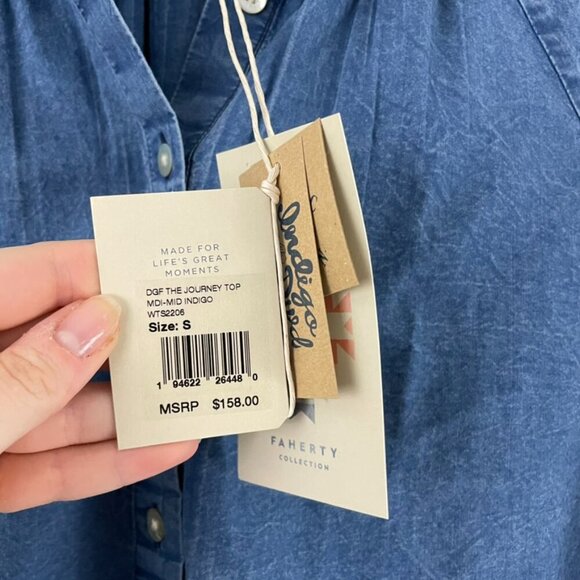 MADE FOR
LIFE'S GREAT
MOMENTS
DGF THE JOURNEY TOP
MDI-MID INDIGO
WTS2206
Size: S
1 94622 26448 0
MSRP $158.00
Indigo
FAHERTY
COLLECTION